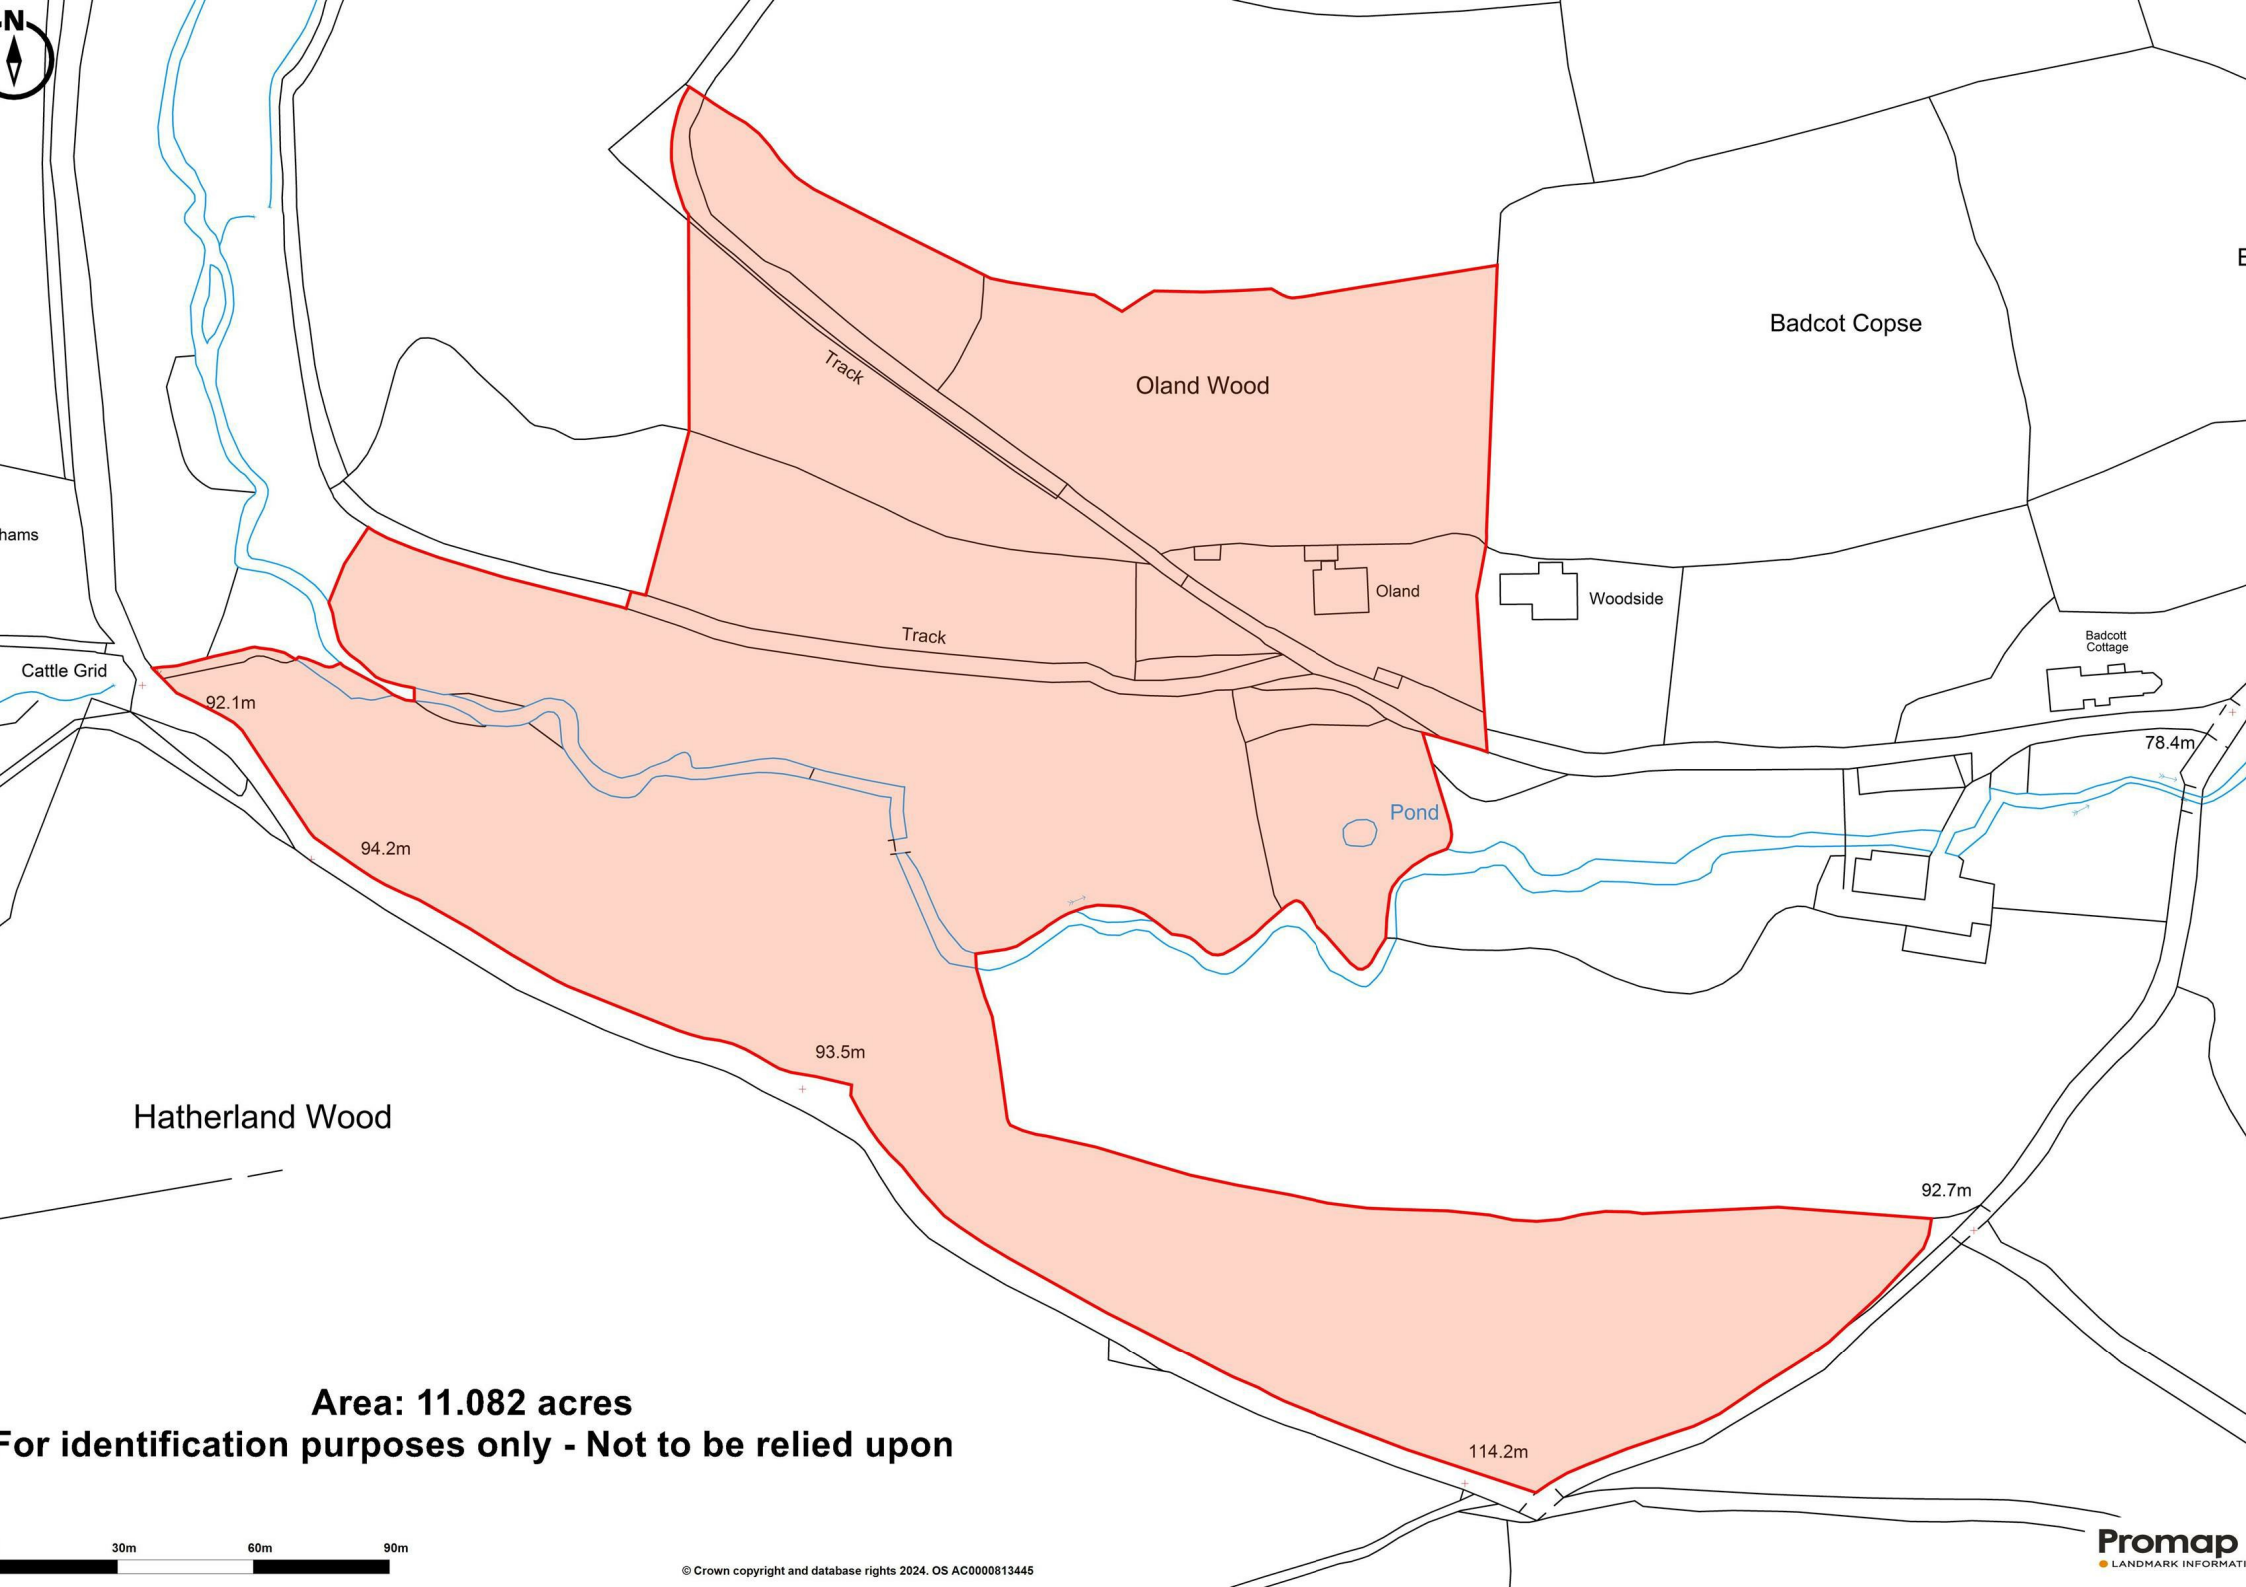 N
Track
Oland Wood
Badcot Copse
hams
Oland
Woodside
Track
Badcott
Cottage
Cattle Grid
92.1m
78.4m
Pond
94.2m
93.5m
Hatherland Wood
92.7m
Area: 11.082 acres
For identification purposes only - Not to be relied upon
114.2m
30m 60m 90m
© Crown copyright and database rights 2024. OS AC0000813445
Promap
LANDMARK INFORMATI